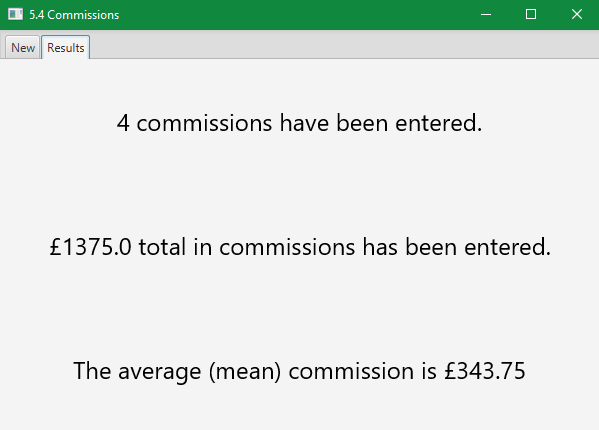 5.4 Commissions
New Results
4 commissions have been entered.
£1375.0 total in commissions has been entered.
The average (mean) commission is £343.75